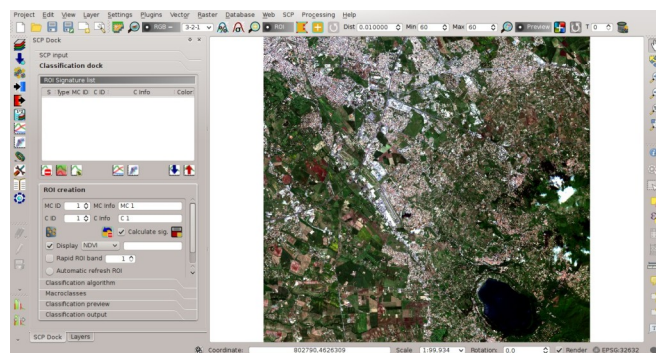 Project Edit View Layer Settings Plugins Vector Raster Database Web SCP Processing Help
RGB = 3-2-1 ROI Dist 0.010000 Min 60 Max 60 Preview T 0
SCP Dock
SCP input
Classification dock
ROI Signature list
S Type MC ID C ID C Info Color
ROI creation
MC ID 1 MC Info MC 1
C ID 1 C Info C 1
Calculate sig.
Display NDVI
Rapid ROI band 1
Automatic refresh ROI
Classification algorithm
Macroclasses
Classification preview
Classification output
SCP Dock Layers
Coordinate: 802790,4626309 Scale 1:99.934 Rotation: 0,0 Render EPSG:32632